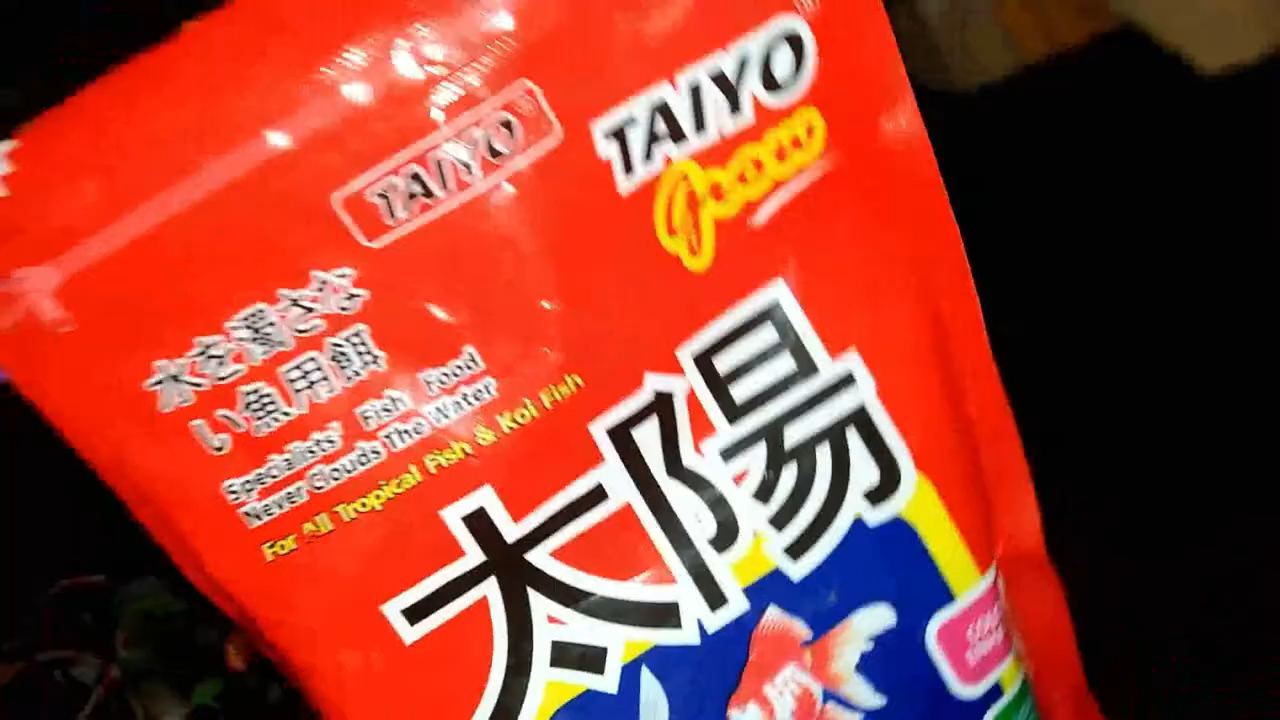 TAIYO
TAIYO
Grow
水を濁さな
い魚用餌
Specialists' Fish Food
Never Clouds The Water
For All Tropical Fish & Koi Fish
太陽